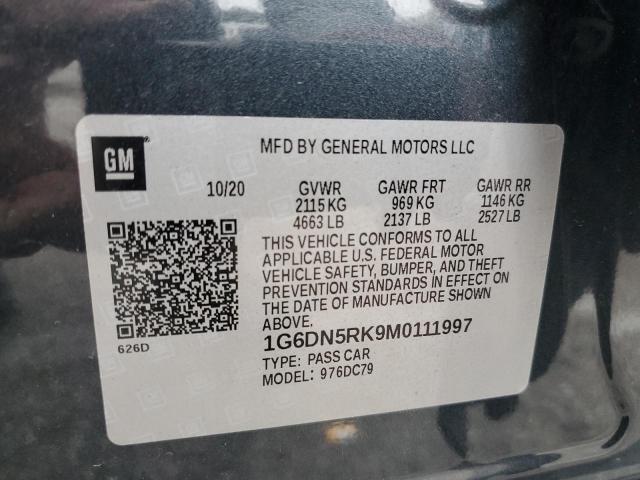 GM
MFD BY GENERAL MOTORS LLC
10/20 GVWR GAWR FRT GAWR RR
2115 KG 969 KG 1146 KG
4663 LB 2137 LB 2527 LB
THIS VEHICLE CONFORMS TO ALL
APPLICABLE U.S. FEDERAL MOTOR
VEHICLE SAFETY, BUMPER, AND THEFT
PREVENTION STANDARDS IN EFFECT ON
THE DATE OF MANUFACTURE SHOWN
ABOVE.
626D
1G6DN5RK9M0111997
TYPE: PASS CAR
MODEL: 976DC79